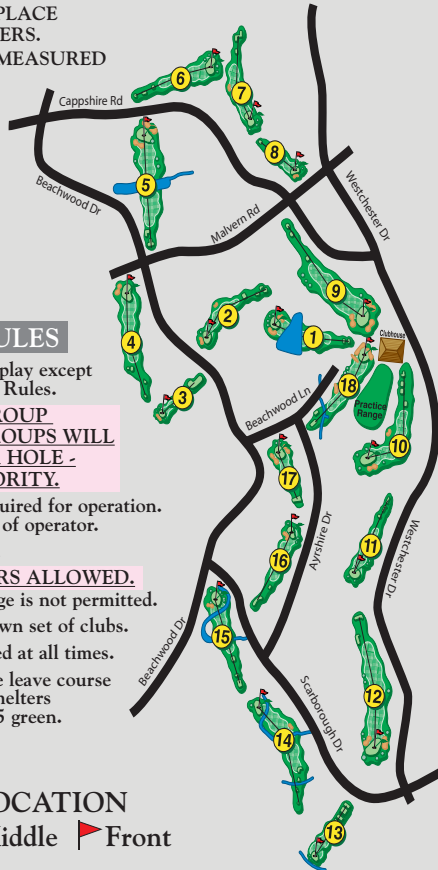 PLACE
ERS.
MEASURED
ULES
play except
Rules.
ROUP
ROUPS WILL
HOLE -
ORITY.
quired for operation.
of operator.
RS ALLOWED.
ge is not permitted.
wn set of clubs.
ed at all times.
e leave course
helters
5 green.
OCATION
iddle Front
Cappshire Rd
Beachwood Dr
Malvern Rd
Westchester Dr
6
7
8
5
9
2
1
4
3
Clubhouse
18
Practice
Range
10
Beachwood Ln
17
Ayrshire Dr
11
Westchester Dr
16
15
Beachwood Dr
12
14
Scarborough Dr
13